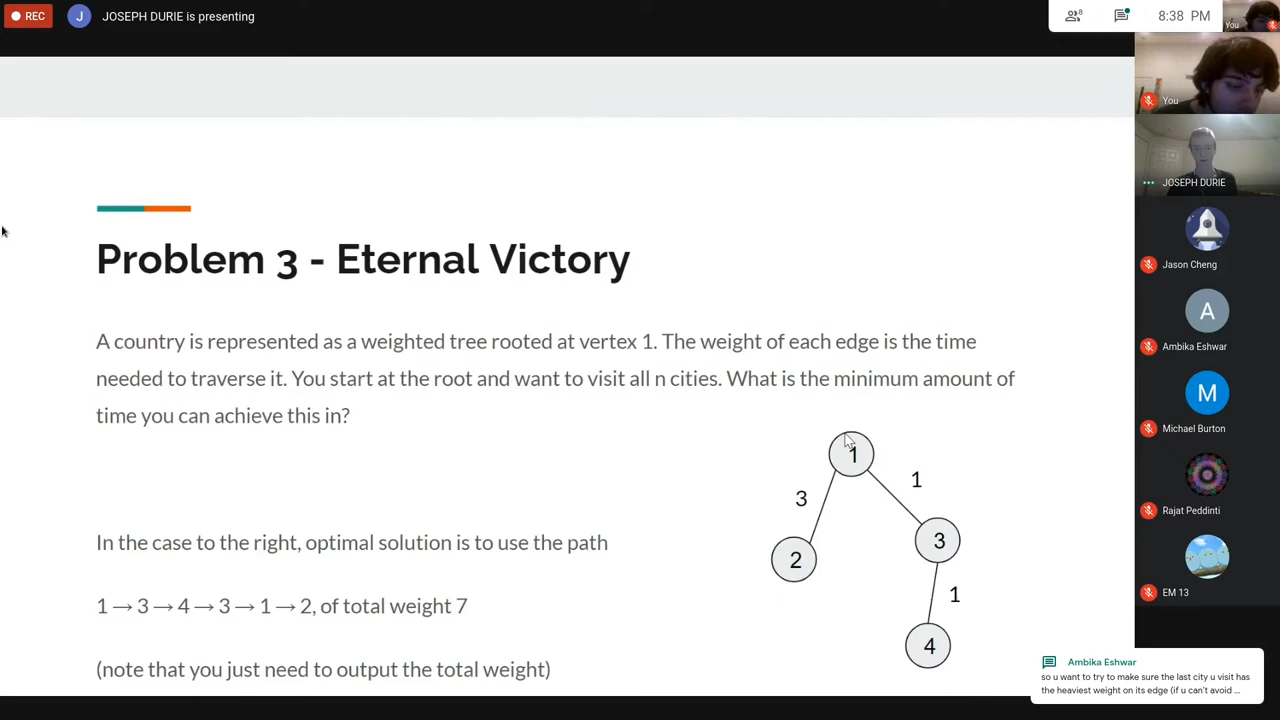 REC
J
JOSEPH DURIE is presenting
8
8:38 PM
You
You
JOSEPH DURIE
Jason Cheng
A
Ambika Eshwar
M
Michael Burton
Rajat Peddinti
EM 13
Problem 3 - Eternal Victory
A country is represented as a weighted tree rooted at vertex 1. The weight of each edge is the time
needed to traverse it. You start at the root and want to visit all n cities. What is the minimum amount of
time you can achieve this in?
1
3
1
2
3
1
4
In the case to the right, optimal solution is to use the path
1 → 3 → 4 → 3 → 1 → 2, of total weight 7
(note that you just need to output the total weight)
Ambika Eshwar
so u want to try to make sure the last city u visit has
the heaviest weight on its edge (if u can't avoid ...